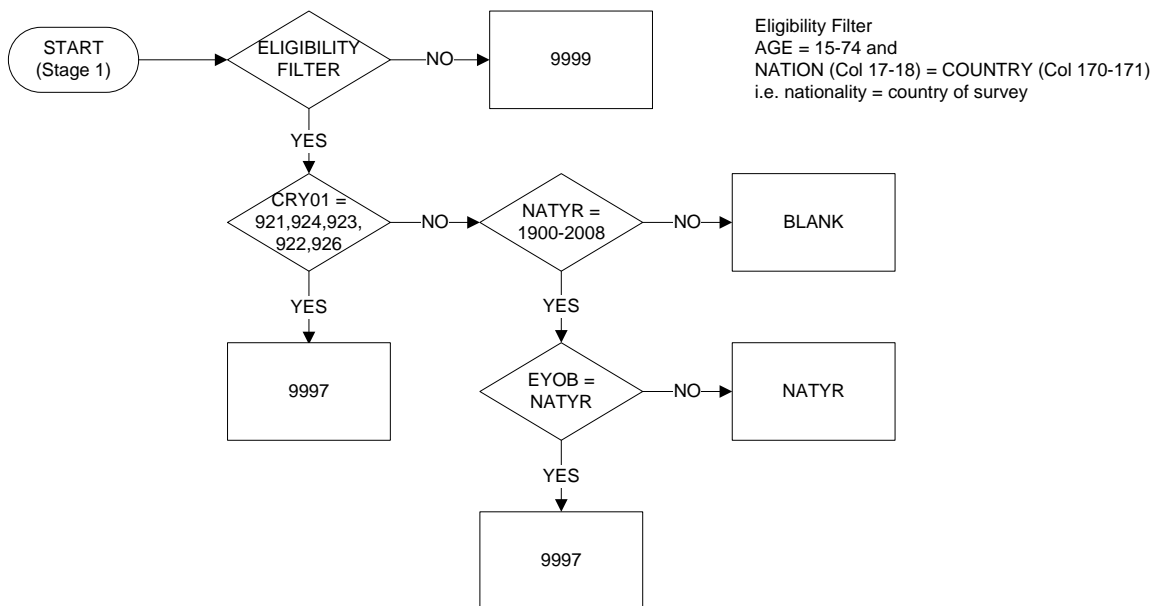 START
(Stage 1)
ELIGIBILITY
FILTER
NO
9999
Eligibility Filter
AGE = 15-74 and
NATION (Col 17-18) = COUNTRY (Col 170-171)
i.e. nationality = country of survey
YES
CRY01 =
921,924,923,
922,926
NO
NATYR =
1900-2008
NO
BLANK
YES
YES
9997
EYOB =
NATYR
NO
NATYR
YES
9997